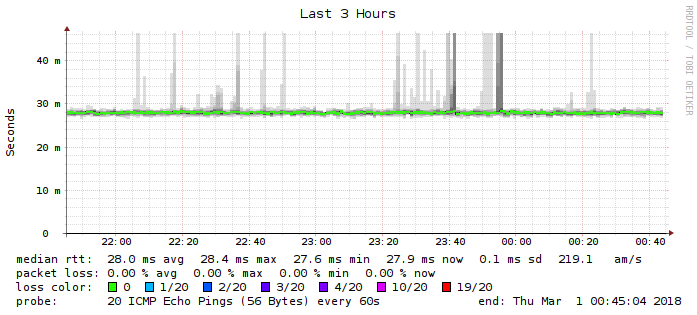 Last 3 Hours
RRDTOOL / TOBI OETIKER
Seconds
40 m
30 m
20 m
10 m
0
22:00 22:20 22:40 23:00 23:20 23:40 00:00 00:20 00:40
median rtt: 28.0 ms avg 28.4 ms max 27.6 ms min 27.9 ms now 0.1 ms sd 219.1 am/s
packet loss: 0.00 % avg 0.00 % max 0.00 % min 0.00 % now
loss color: 0 1/20 2/20 3/20 4/20 10/20 19/20
probe: 20 ICMP Echo Pings (56 Bytes) every 60s end: Thu Mar 1 00:45:04 2018